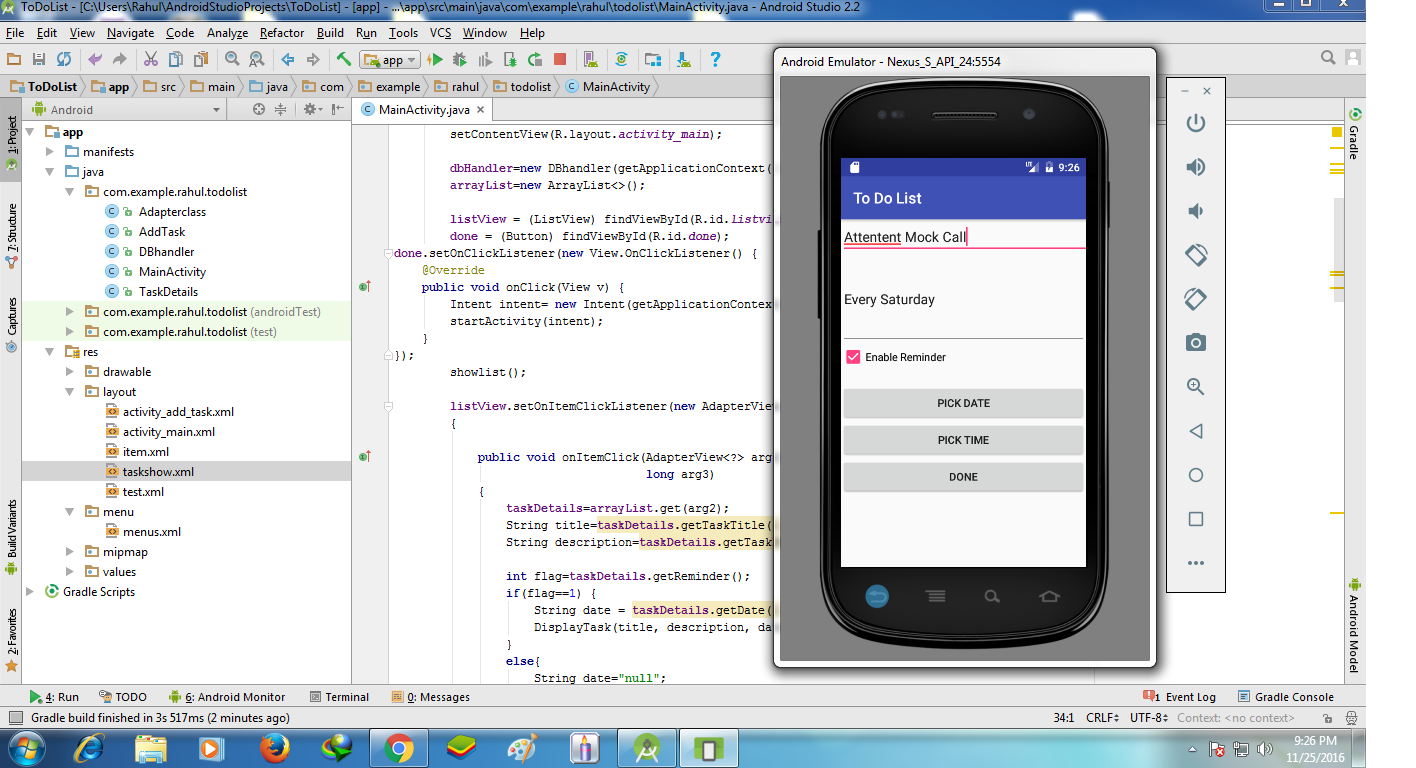 ToDoList - [C:\Users\Rahul\AndroidStudioProjects\ToDoList] - [app] - ...\app\src\main\java\com\example\rahul\todolist\MainActivity.java - Android Studio 2.2
File Edit View Navigate Code Analyze Refactor Build Run Tools VCS Window Help
app
ToDoList app src main java com example rahul todolist MainActivity
Android
MainActivity.java
1: Project
7: Structure
Captures
Build Variants
2: Favorites
app
manifests
java
com.example.rahul.todolist
Adapterclass
AddTask
DBhandler
MainActivity
TaskDetails
com.example.rahul.todolist (androidTest)
com.example.rahul.todolist (test)
res
drawable
layout
activity_add_task.xml
activity_main.xml
item.xml
taskshow.xml
test.xml
menu
menus.xml
mipmap
values
Gradle Scripts
setContentView(R.layout.activity_main);
dbHandler=new DBhandler(getApplicationContext(
arrayList=new ArrayList<>();
listView = (ListView) findViewById(R.id.listvi
done = (Button) findViewById(R.id.done);
done.setOnClickListener(new View.OnClickListener() {
@Override
public void onClick(View v) {
Intent intent= new Intent(getApplicationContex
startActivity(intent);
}
});
showlist();
listView.setOnItemClickListener(new AdapterView
{
public void onItemClick(AdapterView<?> arg
long arg3)
{
taskDetails=arrayList.get(arg2);
String title=taskDetails.getTaskTitle(
String description=taskDetails.getTask
int flag=taskDetails.getReminder();
if(flag==1) {
String date = taskDetails.getDate(
DisplayTask(title, description, da
}
else{
String date="null";
Android Emulator - Nexus_S_API_24:5554
LTE 9:26
To Do List
Attentent Mock Call
Every Saturday
Enable Reminder
PICK DATE
PICK TIME
DONE
Gradle
Android Model
4: Run TODO 6: Android Monitor Terminal 0: Messages 1 Event Log Gradle Console
Gradle build finished in 3s 517ms (2 minutes ago) 34:1 CRLF UTF-8 Context: <no context>
9:26 PM
11/25/2016